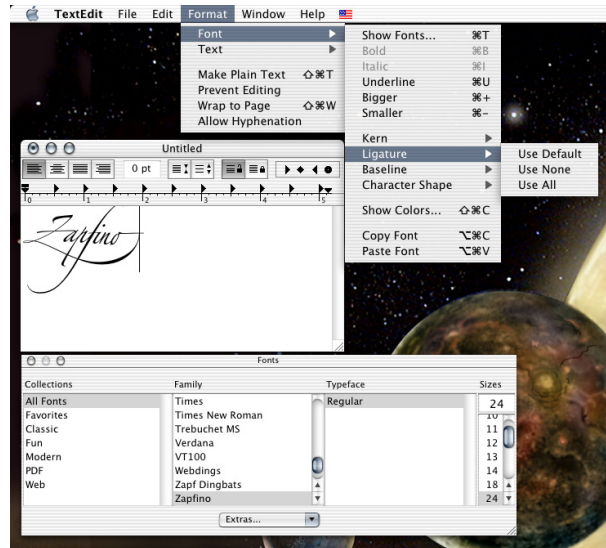 TextEdit File Edit Format Window Help
Font
Text
Make Plain Text ⇧⌘T
Prevent Editing
Wrap to Page ⇧⌘W
Allow Hyphenation
Show Fonts... ⌘T
Bold ⌘B
Italic ⌘I
Underline ⌘U
Bigger ⌘+
Smaller ⌘-
Kern
Ligature
Baseline
Character Shape
Show Colors... ⇧⌘C
Copy Font ⌥⌘C
Paste Font ⌥⌘V
Use Default
Use None
Use All
Untitled
0 pt
0 1 2 3 4 5
Zapfino
Fonts
Collections Family Typeface Sizes
All Fonts
Favorites
Classic
Fun
Modern
PDF
Web
Times
Times New Roman
Trebuchet MS
Verdana
VT100
Webdings
Zapf Dingbats
Zapfino
Regular
24
10
11
12
13
14
18
24
Extras...